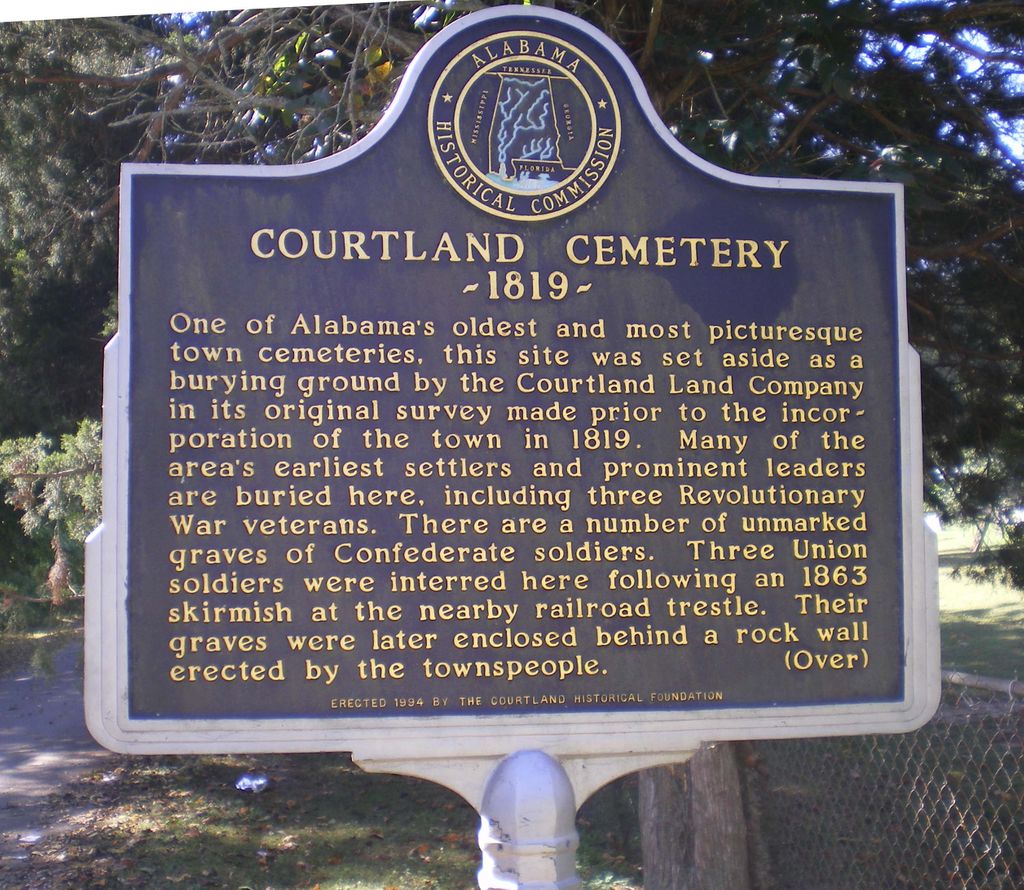 ALABAMA
HISTORICAL COMMISSION
TENNESSEE
MISSISSIPPI
GEORGIA
FLORIDA
COURTLAND CEMETERY
~1819~
One of Alabama's oldest and most picturesque
town cemeteries, this site was set aside as a
burying ground by the Courtland Land Company
in its original survey made prior to the incor-
poration of the town in 1819. Many of the
area's earliest settlers and prominent leaders
are buried here, including three Revolutionary
War veterans. There are a number of unmarked
graves of Confederate soldiers. Three Union
soldiers were interred here following an 1863
skirmish at the nearby railroad trestle. Their
graves were later enclosed behind a rock wall
erected by the townspeople. (Over)
ERECTED 1994 BY THE COURTLAND HISTORICAL FOUNDATION